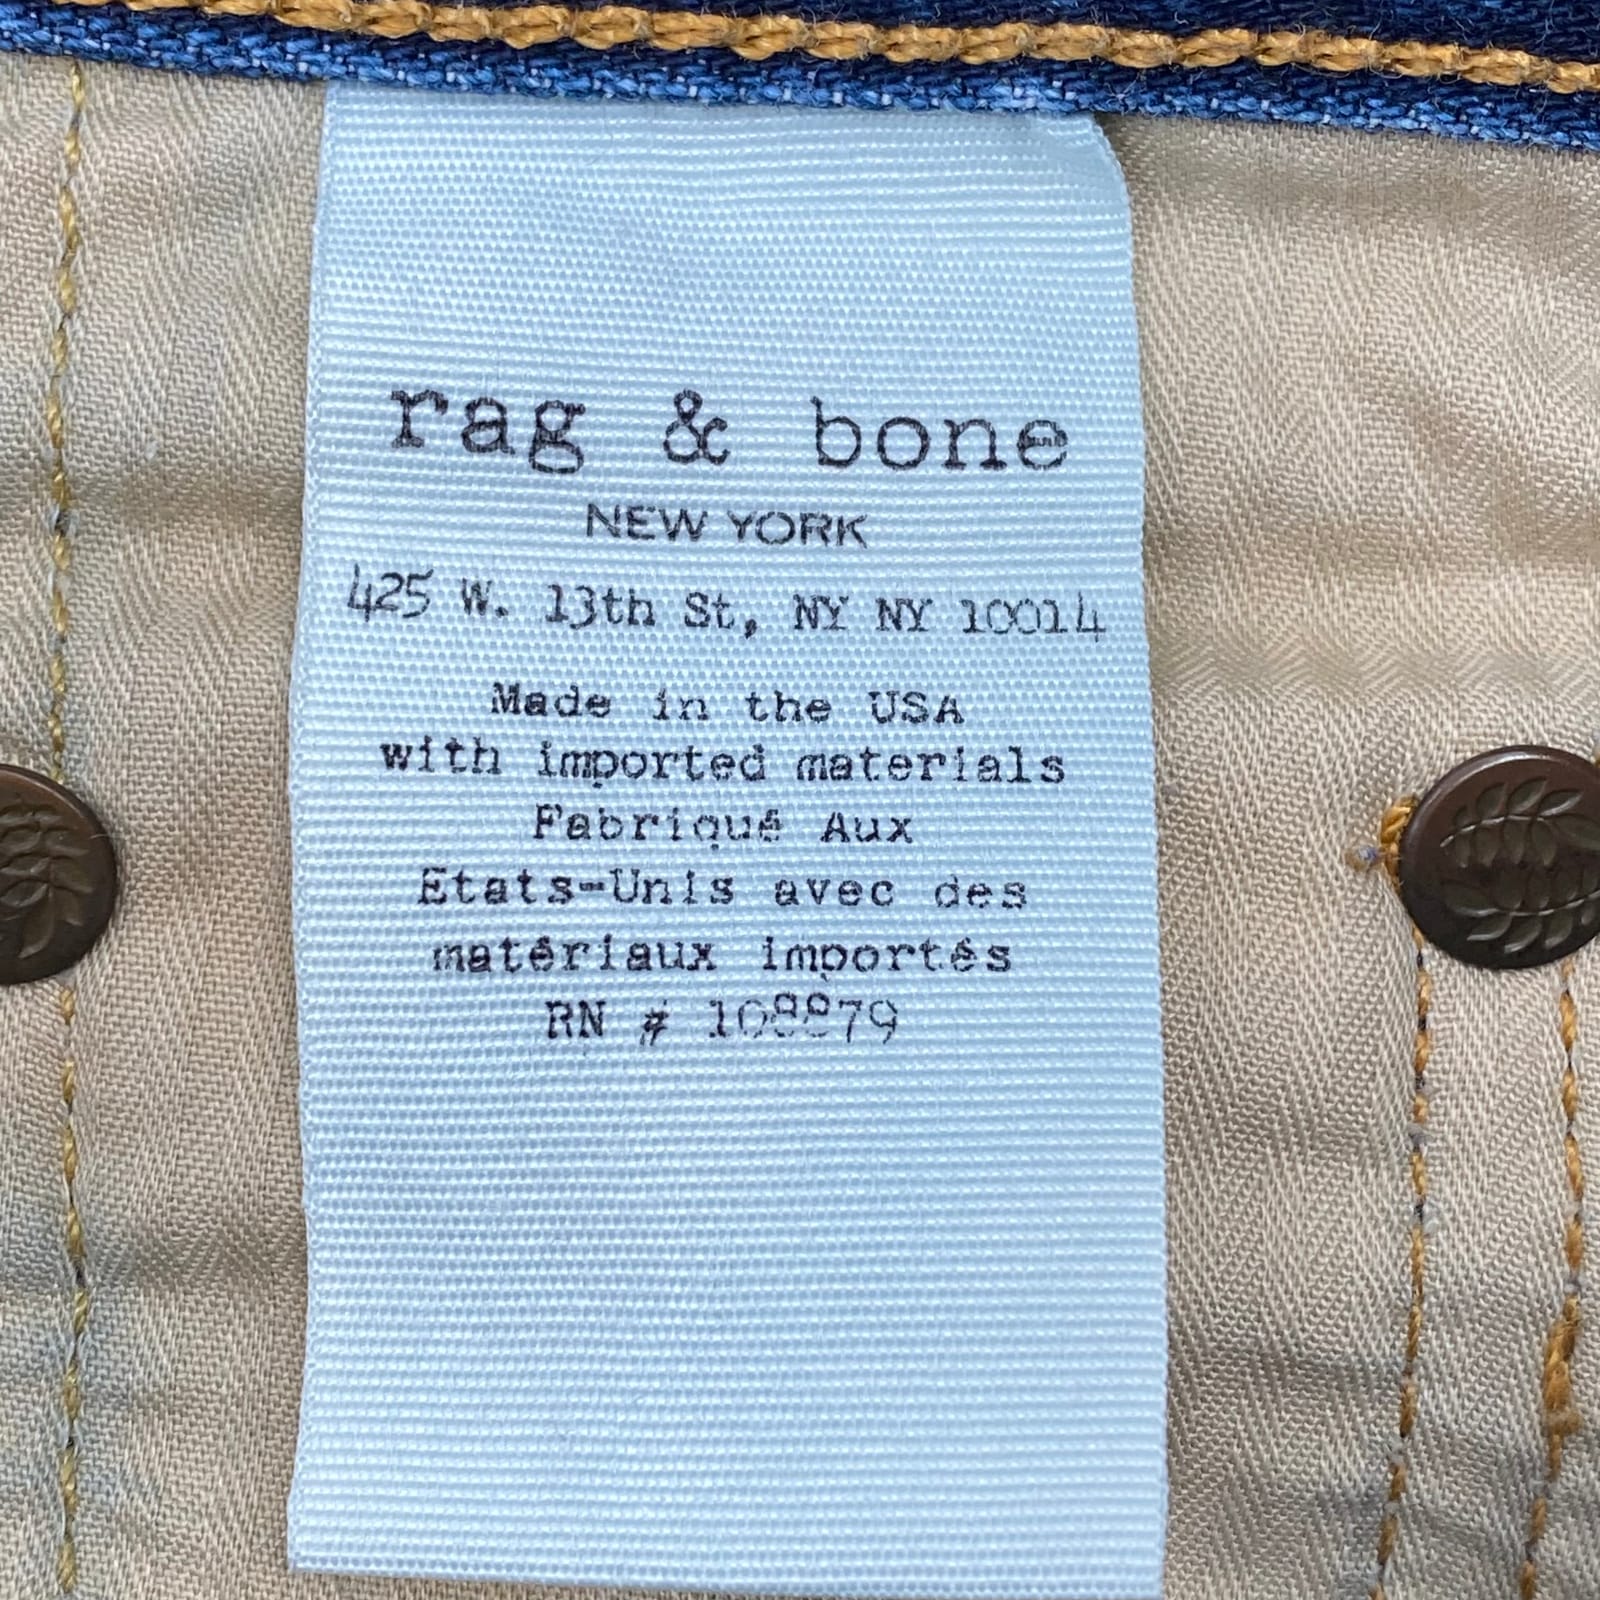 rag & bone
NEW YORK
425 W. 13th St, NY NY 10014
Made in the USA
with imported materials
Fabriqué Aux
Etats-Unis avec des
matériaux importés
RN # 108879